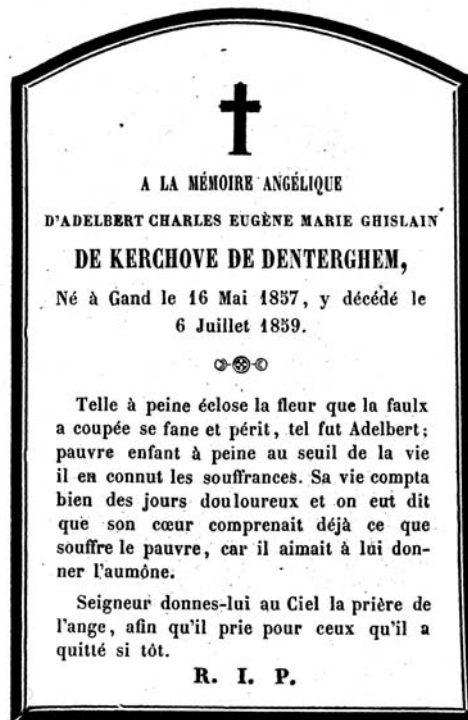 A LA MÉMOIRE ANGÉLIQUE
D'ADELBERT CHARLES EUGÈNE MARIE GHISLAIN
DE KERCHOVE DE DENTERGHEM,
Né à Gand le 16 Mai 1857, y décédé le
6 Juillet 1859.
Telle à peine éclose la fleur que la faulx
a coupée se fane et périt, tel fut Adelbert;
pauvre enfant à peine au seuil de la vie
il en connut les souffrances. Sa vie compta
bien des jours douloureux et on eut dit
que son cœur comprenait déjà ce que
souffre le pauvre, car il aimait à lui don-
ner l'aumône.
Seigneur donnes-lui au Ciel la prière de
l'ange, afin qu'il prie pour ceux qu'il a
quitté si tôt.
R. I. P.